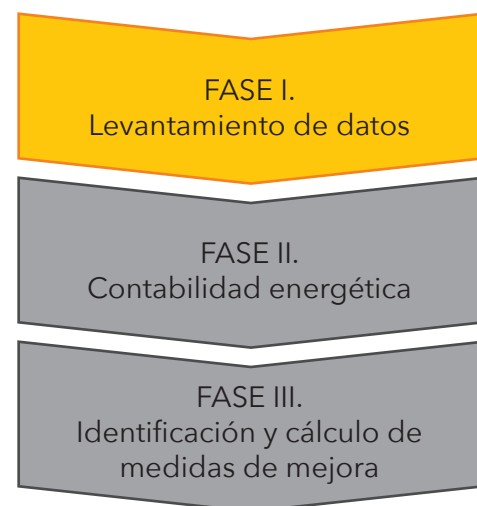 FASE I.
Levantamiento de datos
FASE II.
Contabilidad energética
FASE III.
Identificación y cálculo de
medidas de mejora